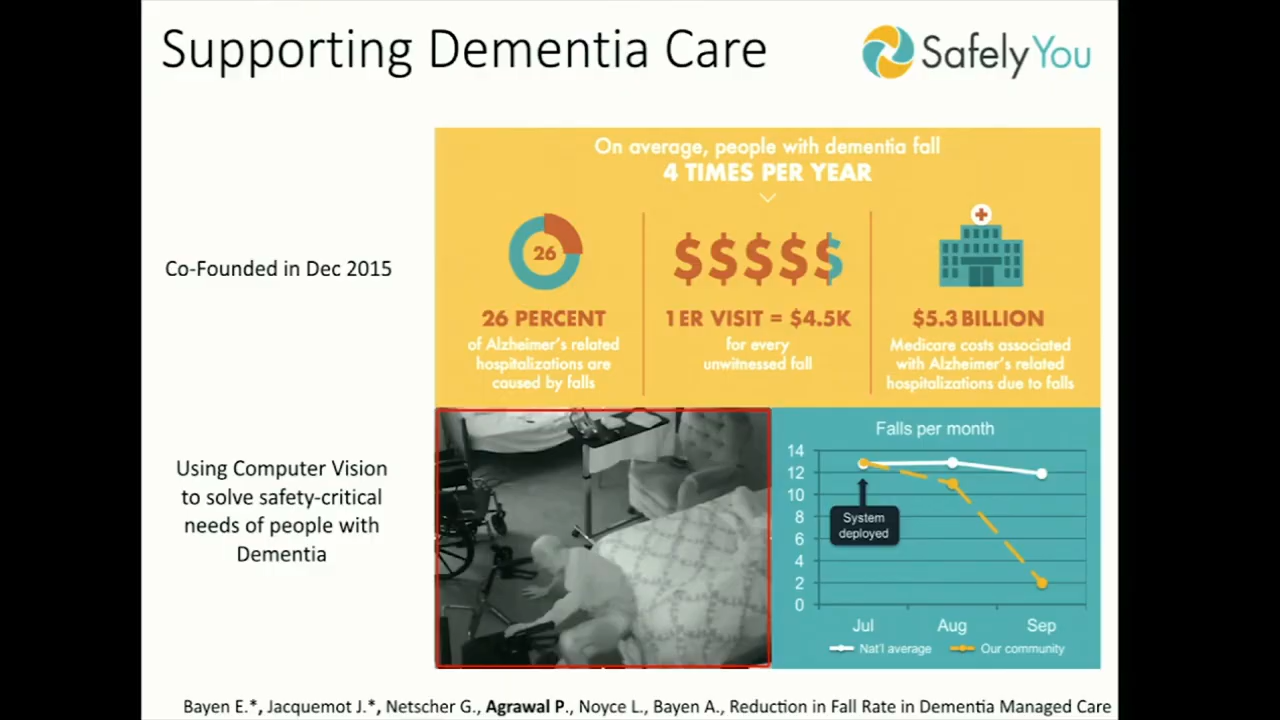 Supporting Dementia Care
SafelyYou
On average, people with dementia fall
4 TIMES PER YEAR
Co-Founded in Dec 2015
26
$$$$$
26 PERCENT
of Alzheimer's related
hospitalizations are
caused by falls
1 ER VISIT = $4.5K
for every
unwitnessed fall
$5.3 BILLION
Medicare costs associated
with Alzheimer's related
hospitalizations due to falls
Using Computer Vision
to solve safety-critical
needs of people with
Dementia
Falls per month
14
12
10
8
6
4
2
0
System
deployed
Jul Aug Sep
Nat'l average Our community
Bayen E.*, Jacquemot J.*, Netscher G., Agrawal P., Noyce L., Bayen A., Reduction in Fall Rate in Dementia Managed Care